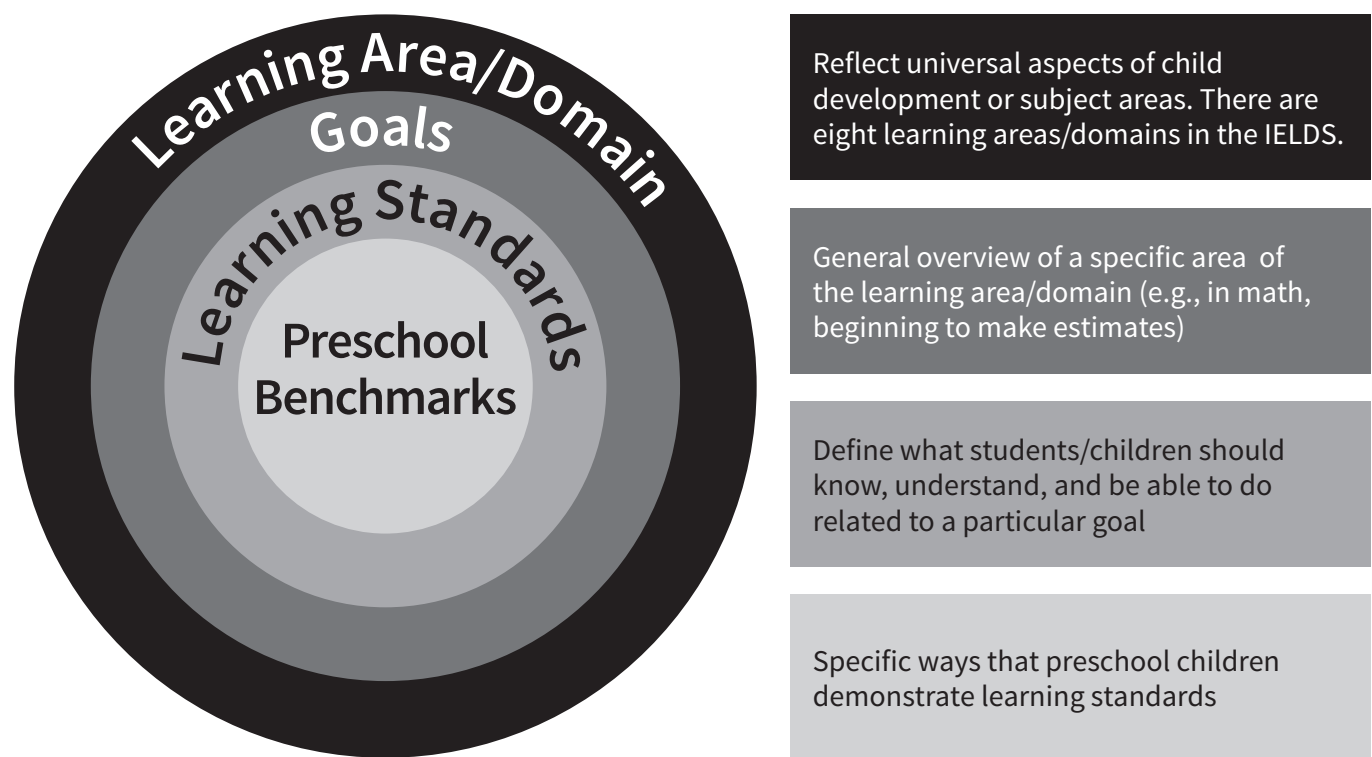 Learning Area/Domain
Goals
Learning Standards
Preschool
Benchmarks
Reflect universal aspects of child
development or subject areas. There are
eight learning areas/domains in the IELDS.
General overview of a specific area  of
the learning area/domain (e.g., in math,
beginning to make estimates)
Define what students/children should
know, understand, and be able to do
related to a particular goal
Specific ways that preschool children
demonstrate learning standards